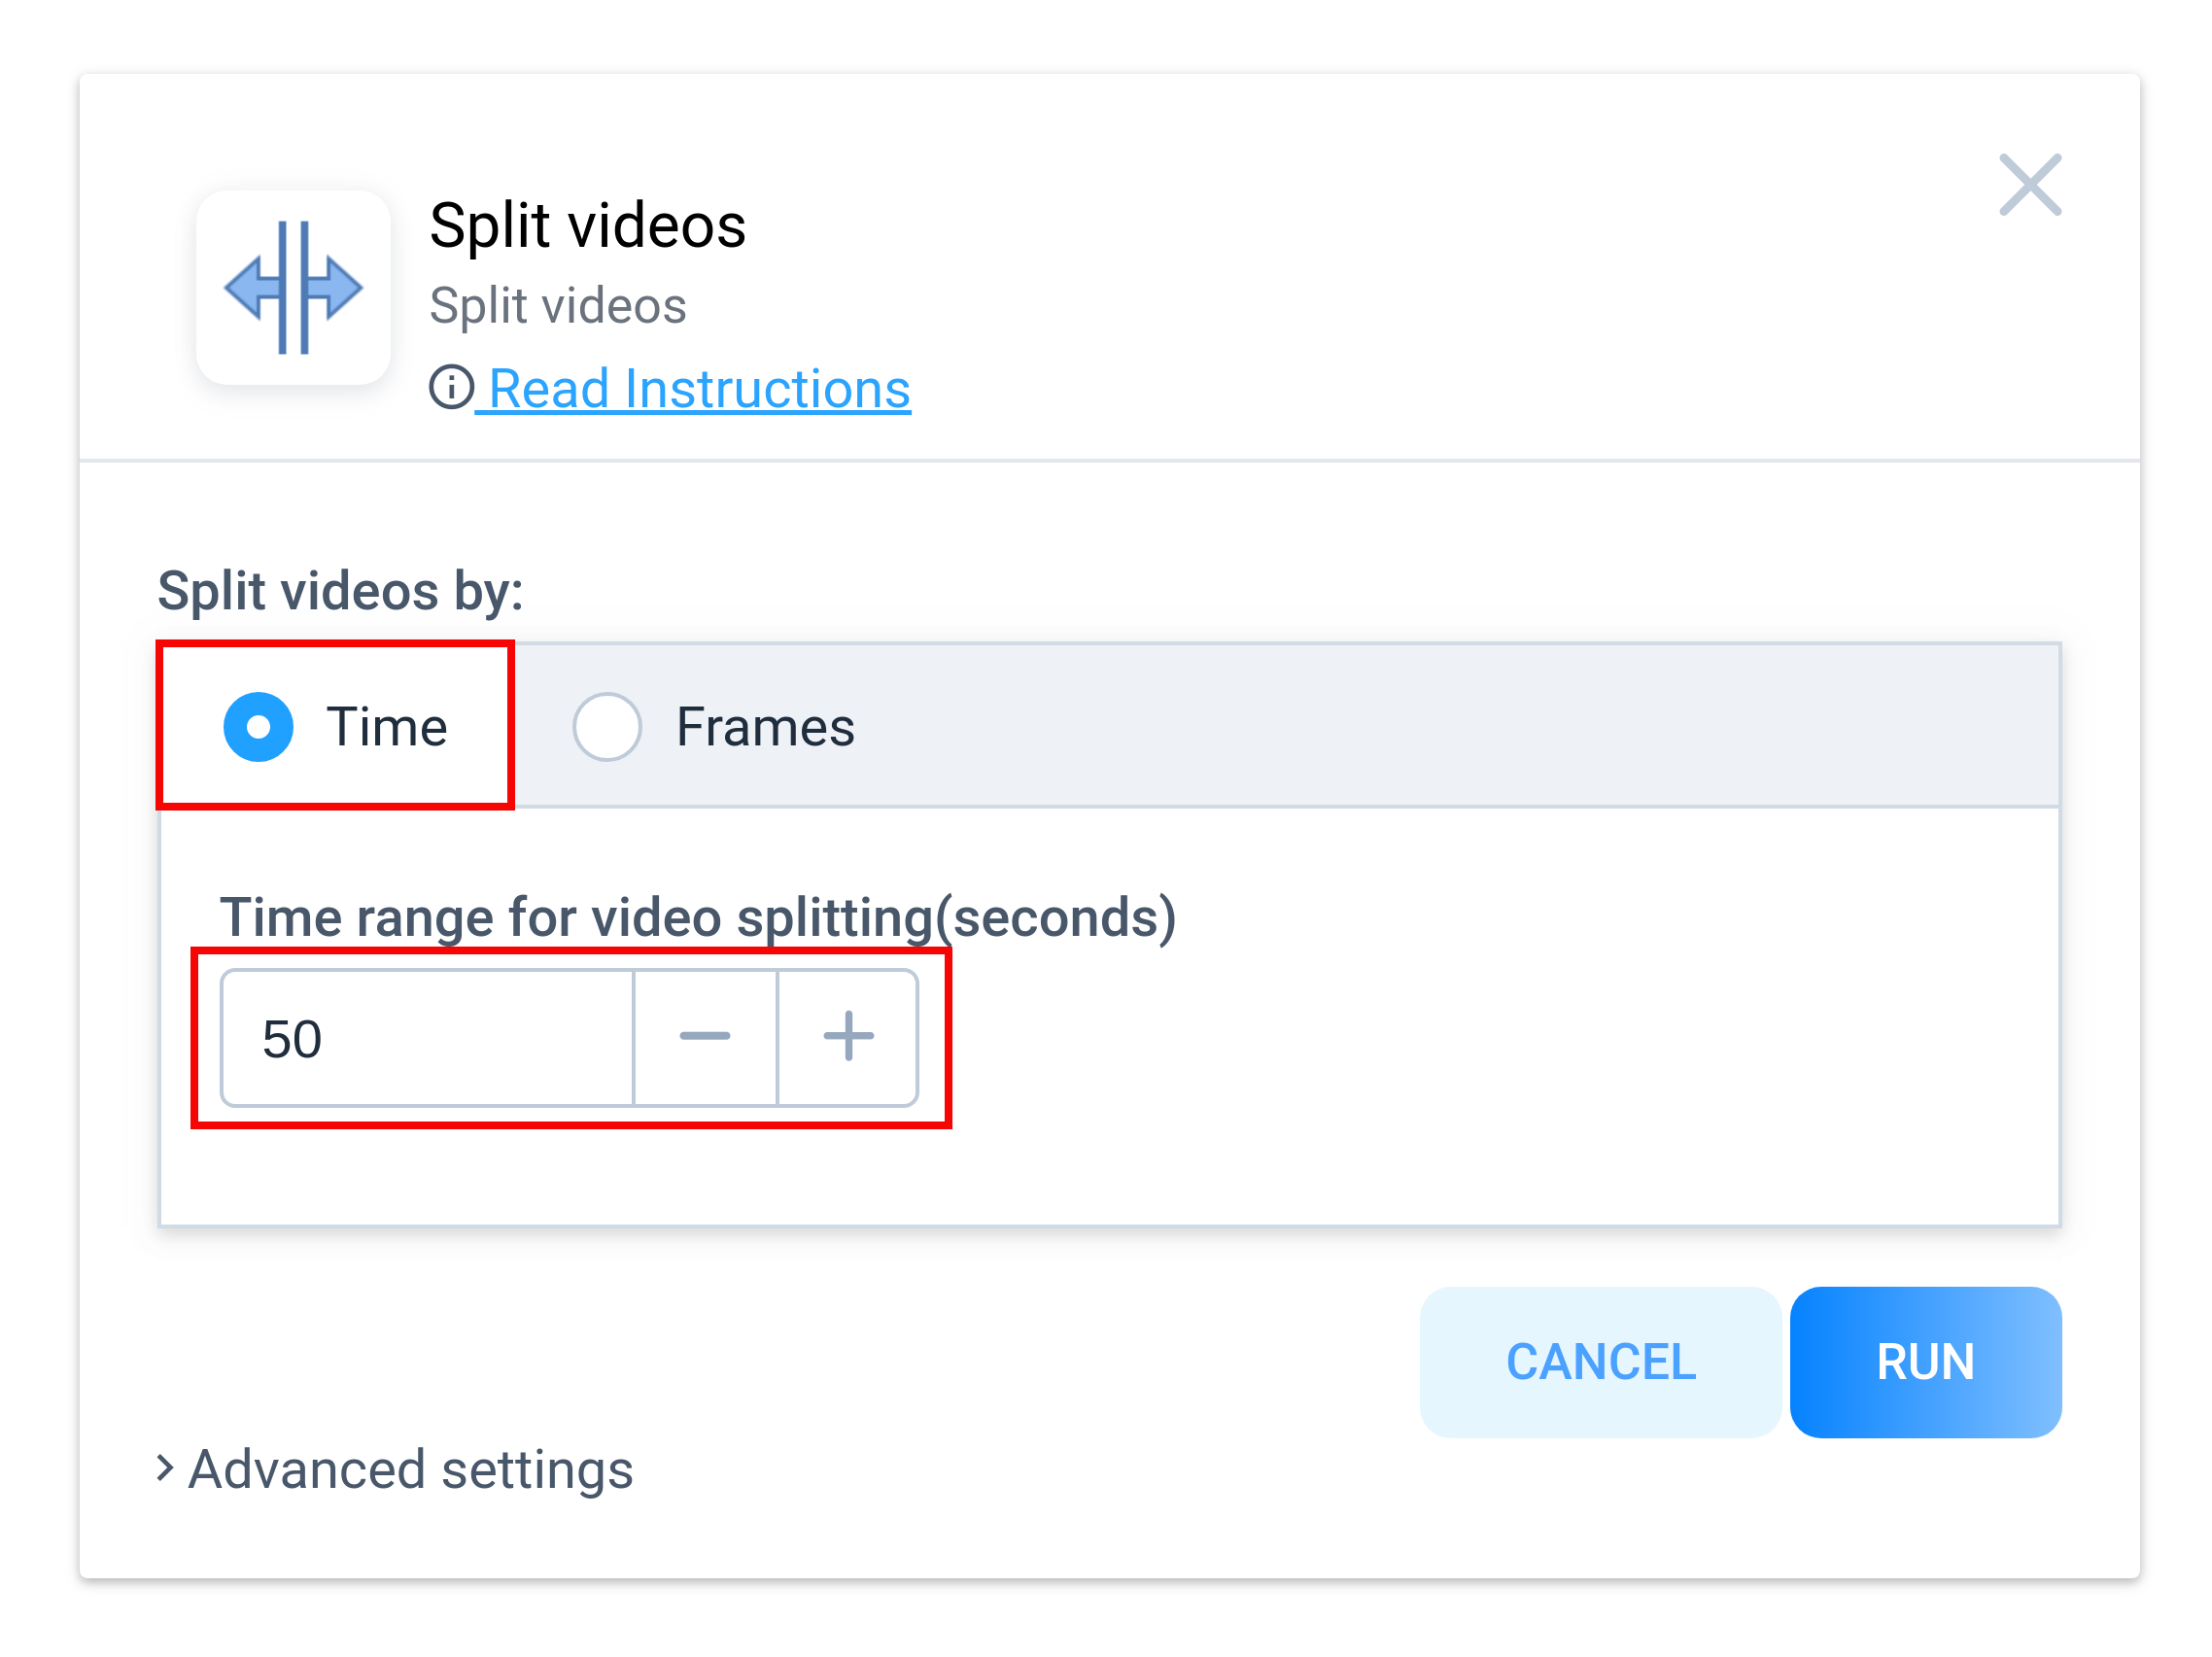 Split videos
Split videos
Read Instructions
Split videos by:
Time Frames
Time range for video splitting(seconds)
50
CANCEL RUN
Advanced settings